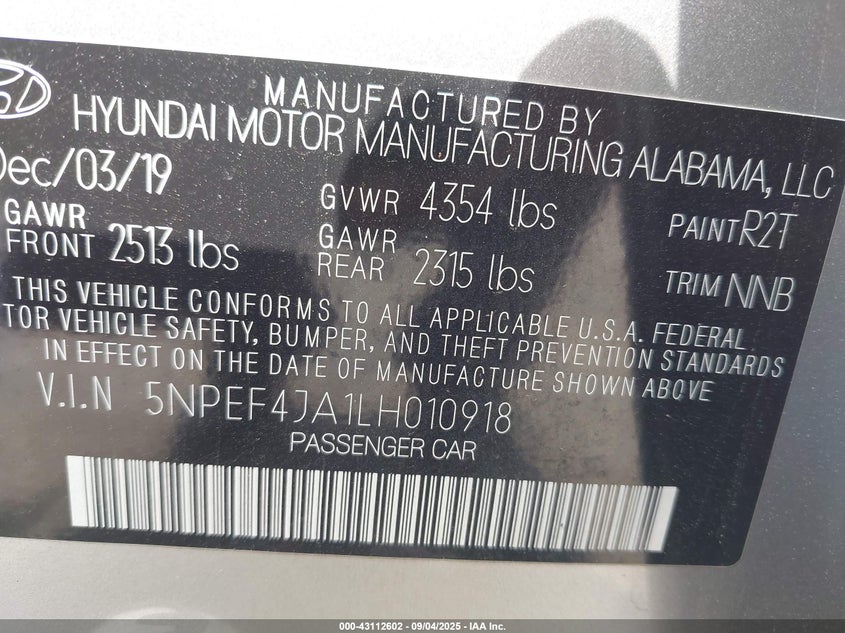 MANUFACTURED BY
HYUNDAI MOTOR MANUFACTURING ALABAMA, LLC
Dec/03/19
GVWR 4354 lbs
PAINT R2T
GAWR
FRONT 2513 lbs
GAWR
REAR 2315 lbs
TRIM NNB
THIS VEHICLE CONFORMS TO ALL APPLICABLE U.S.A. FEDERAL
TOR VEHICLE SAFETY, BUMPER, AND THEFT PREVENTION STANDARDS
IN EFFECT ON THE DATE OF MANUFACTURE SHOWN ABOVE
V.I.N 5NPEF4JA1LH010918
PASSENGER CAR
000-43112602 - 09/04/2025 - IAA Inc.